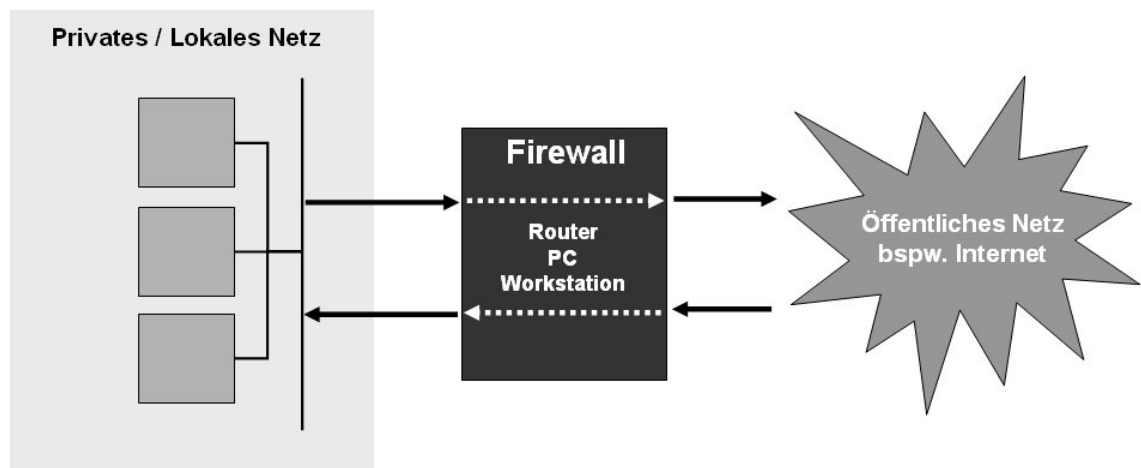 Privates / Lokales Netz
Firewall
Router
PC
Workstation
Öffentliches Netz
bspw. Internet